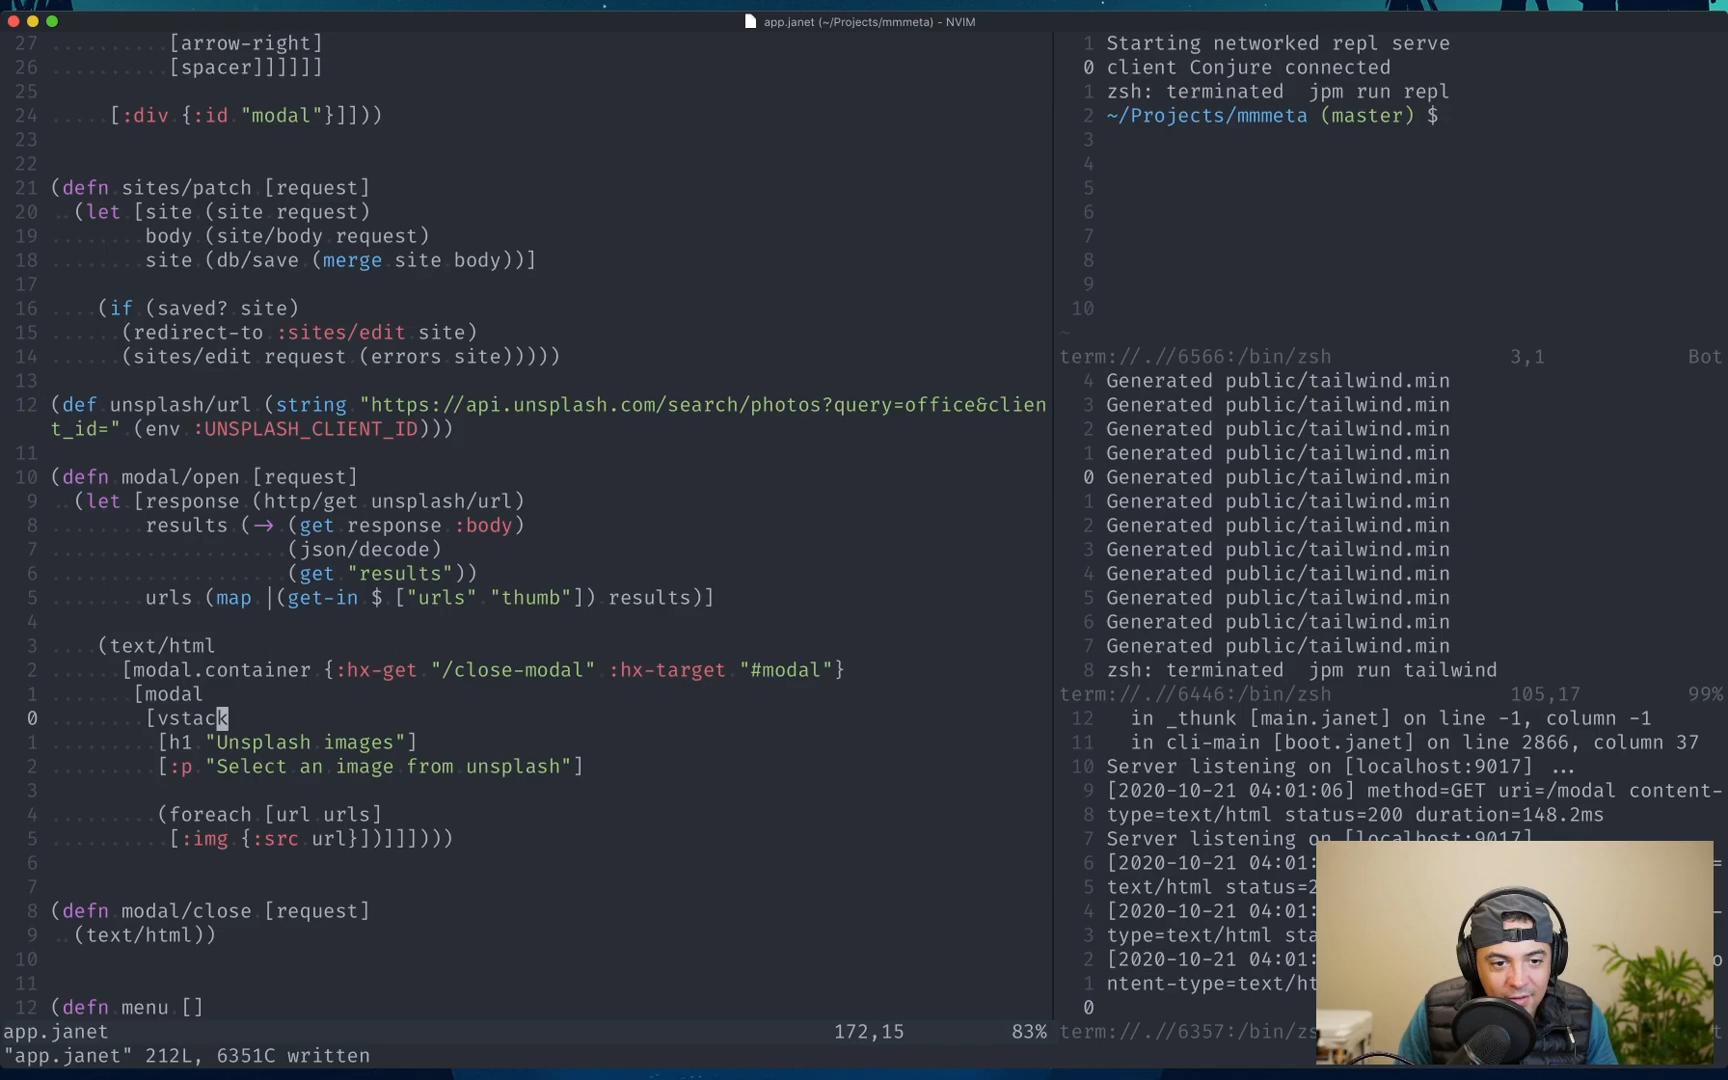 app.janet (~/Projects/mmmeta) - NVIM
27 [arrow-right]
26 [spacer]]]]]]
25
24 [:div {:id "modal"}]]))
23
22
21 (defn sites/patch [request]
20 (let [site (site request)
19 body (site/body request)
18 site (db/save (merge site body))]
17
16 (if (saved? site)
15 (redirect-to :sites/edit site)
14 (sites/edit request (errors site)))))
13
12 (def unsplash/url (string "https://api.unsplash.com/search/photos?query=office&clien
t_id=" (env :UNSPLASH_CLIENT_ID)))
11
10 (defn modal/open [request]
9 (let [response (http/get unsplash/url)
8 results (-> (get response :body)
7 (json/decode)
6 (get "results"))
5 urls (map |(get-in $ ["urls" "thumb"]) results)]
4
3 (text/html
2 [modal.container {:hx-get "/close-modal" :hx-target "#modal"}
1 [modal
0 [vstack
1 [h1 "Unsplash images"]
2 [:p "Select an image from unsplash"]
3
4 (foreach [url urls]
5 [:img {:src url}])]]])))
6
7
8 (defn modal/close [request]
9 (text/html))
10
11
12 (defn menu []
app.janet 172,15 83%
"app.janet" 212L, 6351C written
1 Starting networked repl serve
0 client Conjure connected
1 zsh: terminated jpm run repl
2 ~/Projects/mmmeta (master) $
3
4
5
6
7
8
9
10
~
term://.//6566:/bin/zsh 3,1 Bot
4 Generated public/tailwind.min
3 Generated public/tailwind.min
2 Generated public/tailwind.min
1 Generated public/tailwind.min
0 Generated public/tailwind.min
1 Generated public/tailwind.min
2 Generated public/tailwind.min
3 Generated public/tailwind.min
4 Generated public/tailwind.min
5 Generated public/tailwind.min
6 Generated public/tailwind.min
7 Generated public/tailwind.min
8 zsh: terminated jpm run tailwind
term://.//6446:/bin/zsh 105,17 99%
12 in _thunk [main.janet] on line -1, column -1
11 in cli-main [boot.janet] on line 2866, column 37
10 Server listening on [localhost:9017] ...
9 [2020-10-21 04:01:06] method=GET uri=/modal content-
8 type=text/html status=200 duration=148.2ms
7 Server listening on [localhost:9017]
6 [2020-10-21 04:01: =
5 text/html status=2
4 [2020-10-21 04:01:
3 type=text/html sta
2 [2020-10-21 04:01: o
1 ntent-type=text/ht
0
term://.//6357:/bin/zs